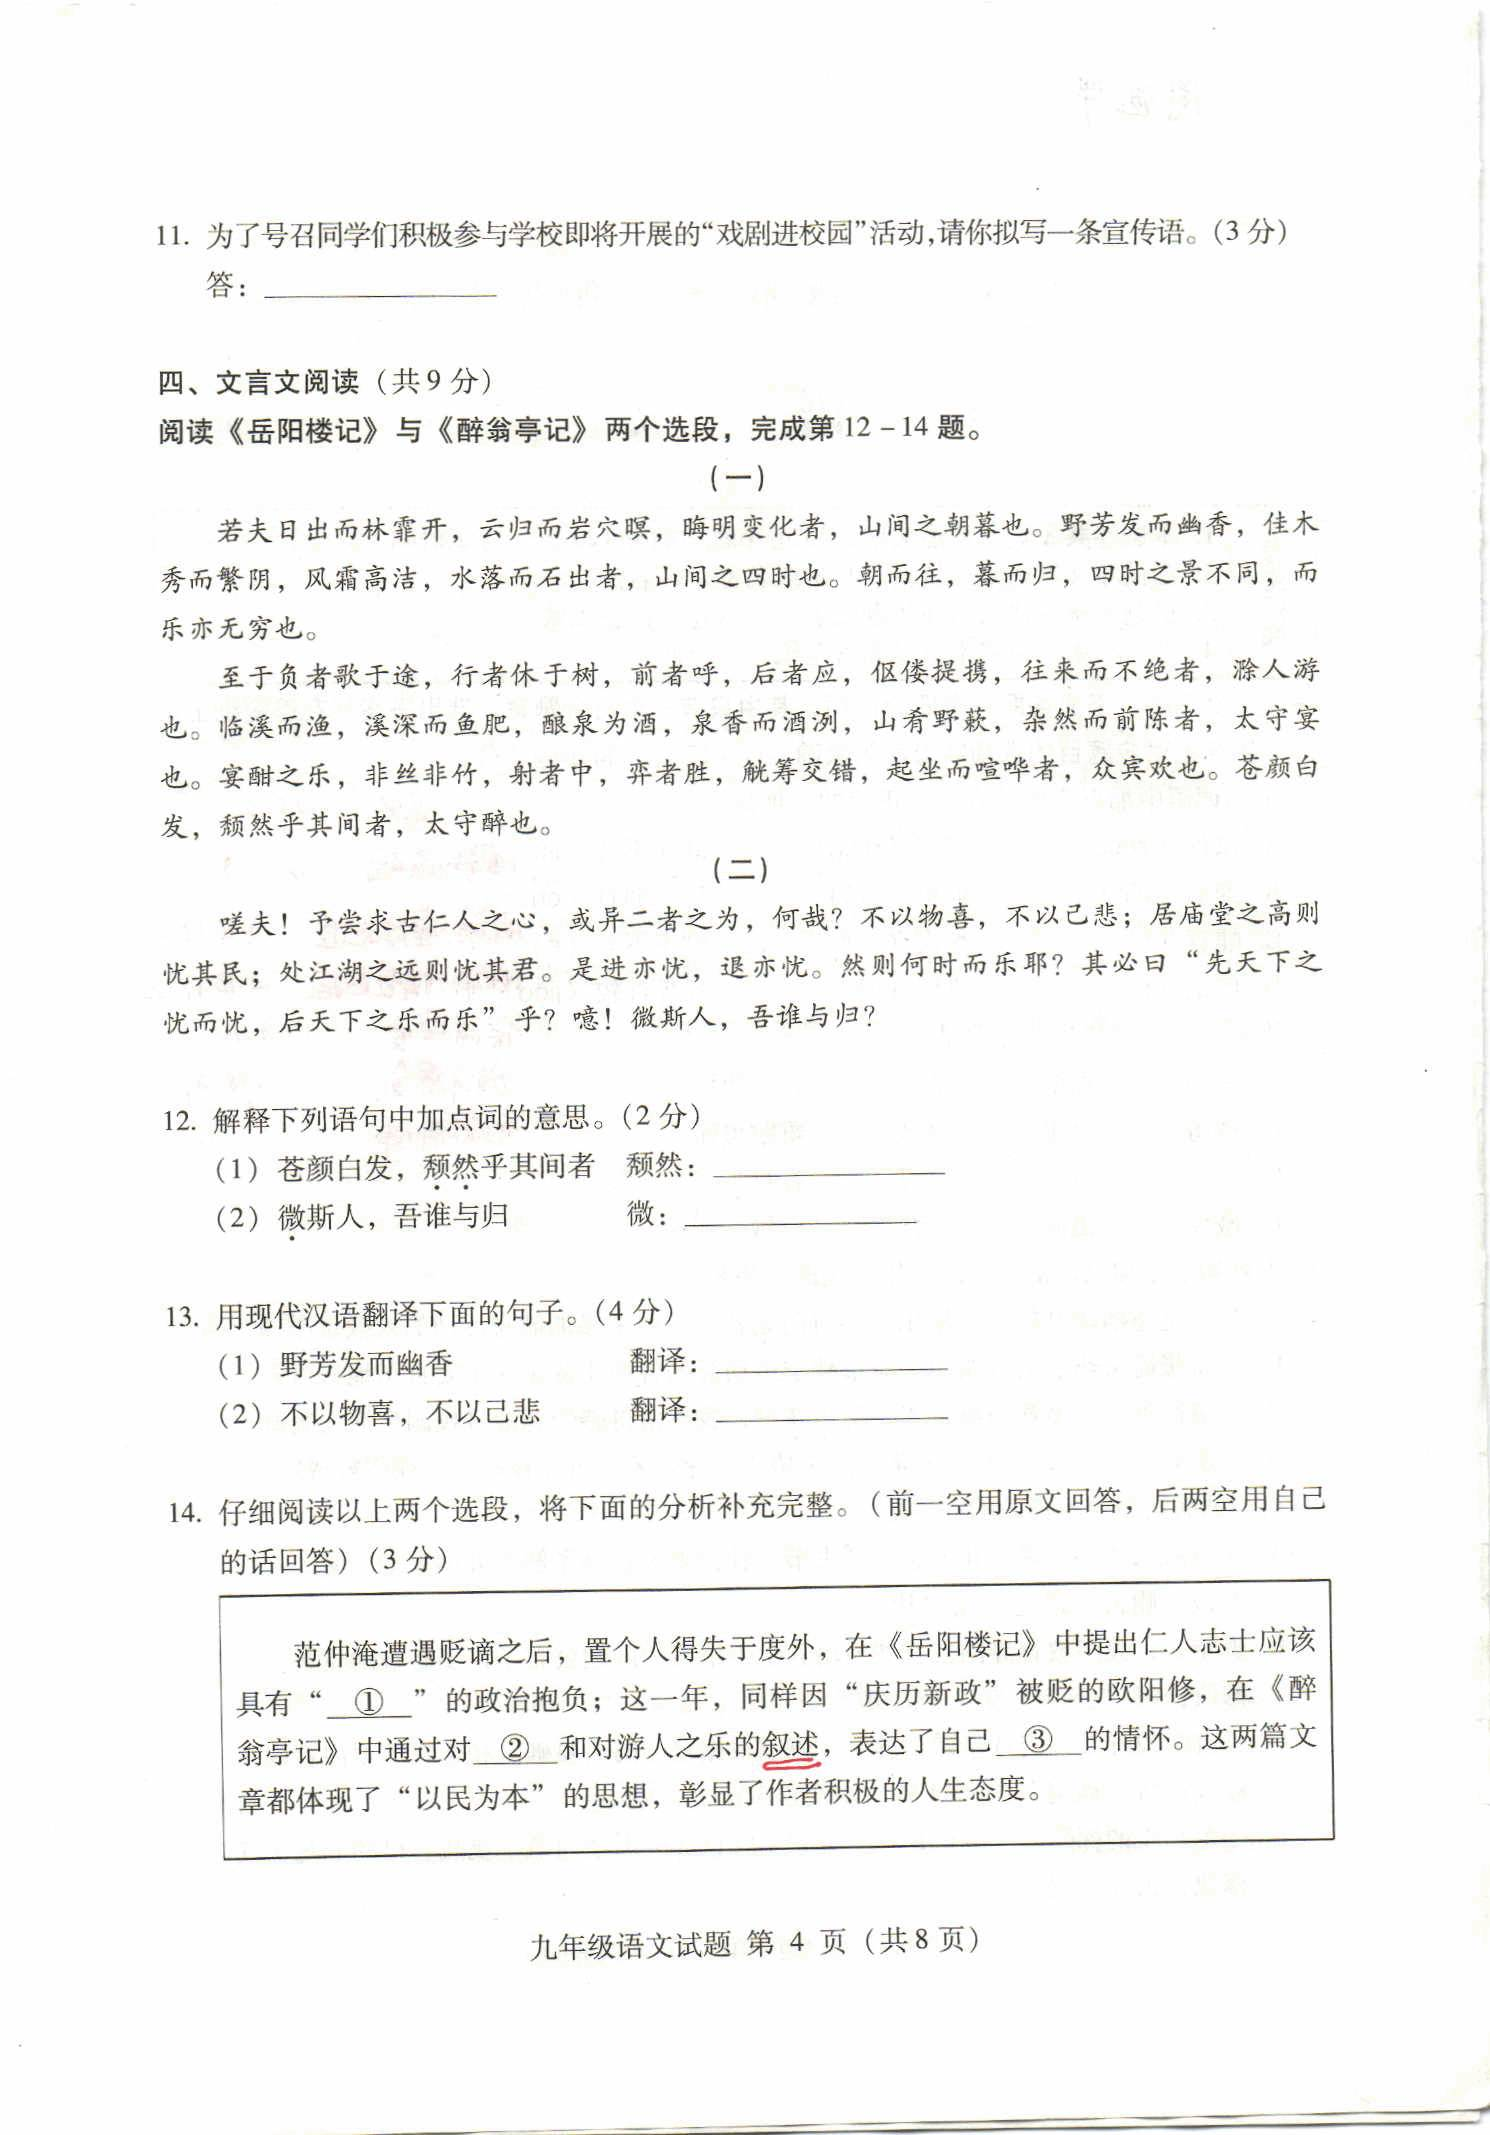 11. 为了号召同学们积极参与学校即将开展的“戏剧进校园”活动,请你拟写一条宣传语。(3 分)
答：
四、文言文阅读（共 9 分）
阅读《岳阳楼记》与《醉翁亭记》两个选段，完成第 12－14 题。
（一）
若夫日出而林霏开，云归而岩穴暝，晦明变化者，山间之朝暮也。野芳发而幽香，佳木
秀而繁阴，风霜高洁，水落而石出者，山间之四时也。朝而往，暮而归，四时之景不同，而
乐亦无穷也。
至于负者歌于途，行者休于树，前者呼，后者应，伛偻提携，往来而不绝者，滁人游
也。临溪而渔，溪深而鱼肥，酿泉为酒，泉香而酒洌，山肴野蔌，杂然而前陈者，太守宴
也。宴酣之乐，非丝非竹，射者中，弈者胜，觥筹交错，起坐而喧哗者，众宾欢也。苍颜白
发，颓然乎其间者，太守醉也。
（二）
嗟夫！予尝求古仁人之心，或异二者之为，何哉？不以物喜，不以己悲；居庙堂之高则
忧其民；处江湖之远则忧其君。是进亦忧，退亦忧。然则何时而乐耶？其必曰“先天下之
忧而忧，后天下之乐而乐”乎？噫！微斯人，吾谁与归？
12. 解释下列语句中加点词的意思。（2 分）
（1）苍颜白发，颓然乎其间者 颓然：
（2）微斯人，吾谁与归 微：
13. 用现代汉语翻译下面的句子。（4 分）
（1）野芳发而幽香 翻译：
（2）不以物喜，不以己悲 翻译：
14. 仔细阅读以上两个选段，将下面的分析补充完整。（前一空用原文回答，后两空用自己
的话回答）（3 分）
范仲淹遭遇贬谪之后，置个人得失于度外，在《岳阳楼记》中提出仁人志士应该
具有“ ① ”的政治抱负；这一年，同样因“庆历新政”被贬的欧阳修，在《醉
翁亭记》中通过对 ② 和对游人之乐的叙述，表达了自己 ③ 的情怀。这两篇文
章都体现了“以民为本”的思想，彰显了作者积极的人生态度。
九年级语文试题 第 4 页（共 8 页）